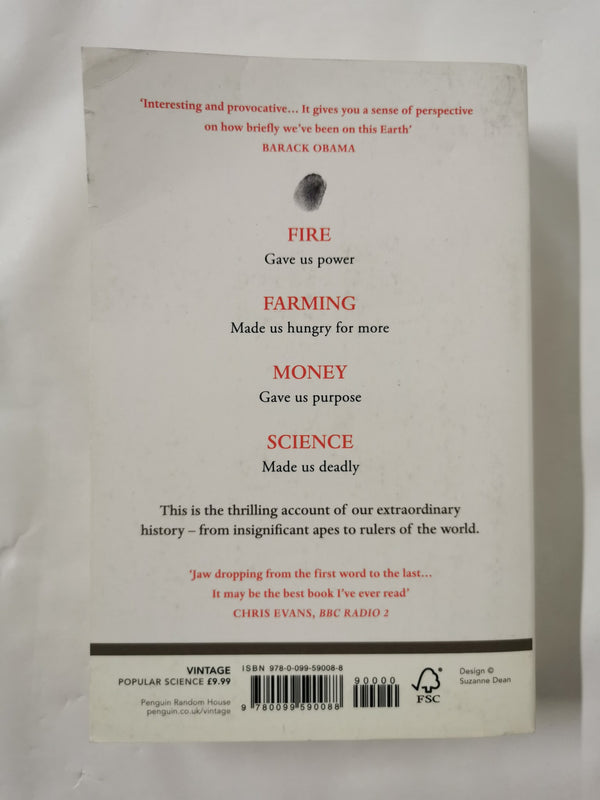 ‘Interesting and provocative… It gives you a sense of perspective
on how briefly we’ve been on this Earth’
BARACK OBAMA
FIRE
Gave us power
FARMING
Made us hungry for more
MONEY
Gave us purpose
SCIENCE
Made us deadly
This is the thrilling account of our extraordinary
history – from insignificant apes to rulers of the world.
‘Jaw dropping from the first word to the last…
It may be the best book I’ve ever read’
CHRIS EVANS, BBC RADIO 2
VINTAGE
POPULAR SCIENCE £9.99
Penguin Random House
penguin.co.uk/vintage
ISBN 978-0-099-59008-8
90000
9 780099 590088
FSC
Design ©
Suzanne Dean